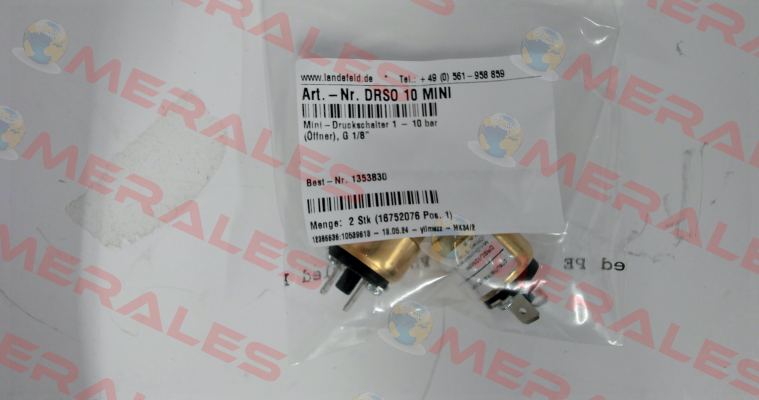 www.landefeld.de * Tel.: +49 (0) 561-958 859
Art.-Nr. DRSO 10 MINI
Mini-Druckschalter 1 - 10 bar
(Öffner), G 1/8"
Best-Nr. 1353830
Menge: 2 Stk (16752076 Pos. 1)
MERALES
MERALES
MERALES
MERALES
MERALES
MERALES